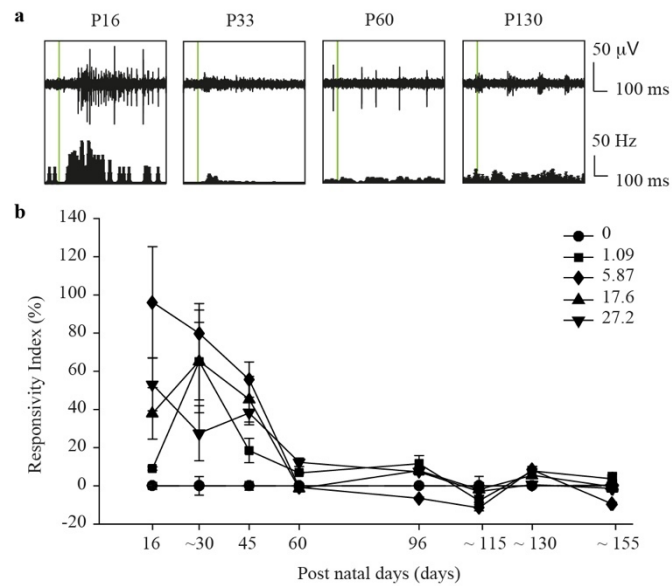 a
P16 P33 P60 P130
50 µV
100 ms
50 Hz
100 ms
b
140
120
100
80
60
40
20
0
-20
Responsivity Index (%)
0
1.09
5.87
17.6
27.2
16 ~30 45 60 96 ~ 115 ~ 130 ~ 155
Post natal days (days)